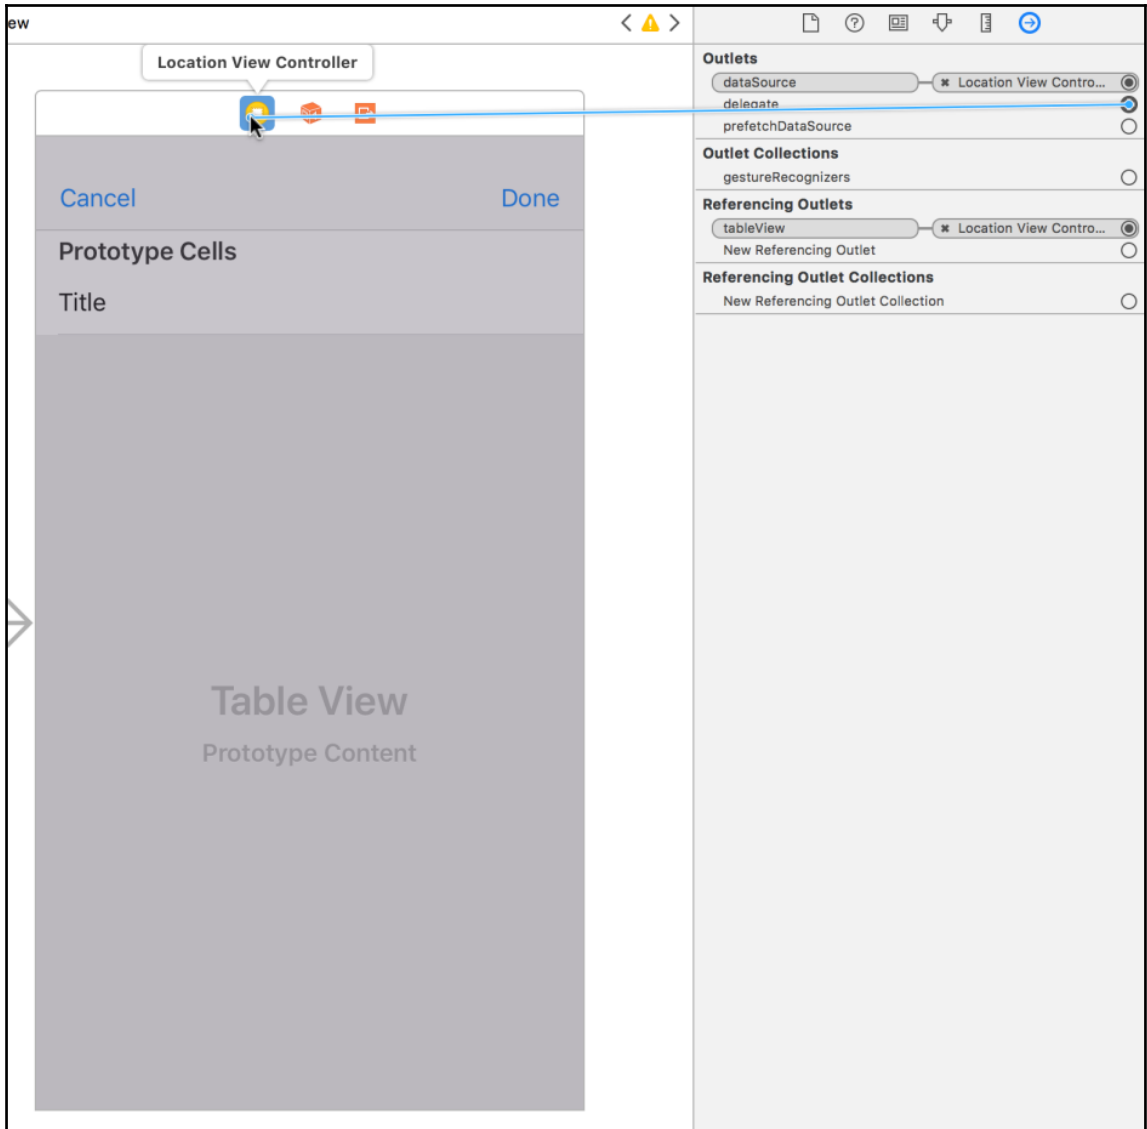 ew
Location View Controller
Cancel
Done
Prototype Cells
Title
Table View
Prototype Content
Outlets
dataSource
Location View Contro...
delegate
prefetchDataSource
Outlet Collections
gestureRecognizers
Referencing Outlets
tableView
Location View Contro...
New Referencing Outlet
Referencing Outlet Collections
New Referencing Outlet Collection